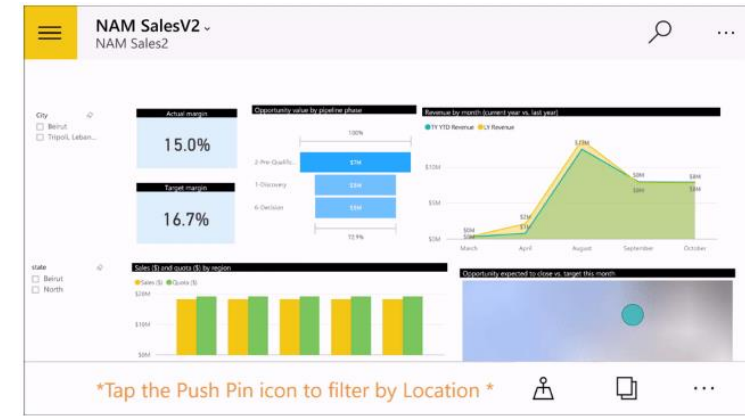 NAM SalesV2
NAM Sales2
City
Beirut
Tripoli, Leban...
Actual margin
15.0%
Target margin
16.7%
Opportunity value by pipeline phase
100%
2-Pre-Qualifc...
$7M
1-Discovery
6-Decision
72.9%
Revenue by month (current year vs. last year)
TY YTD Revenue LY Revenue
$10M
$5M
$0M
$2M
March April August September October
state
Beirut
North
Sales ($) and quota ($) by region
Sales ($) Quota ($)
$20M
$10M
$0M
Opportunity expected to close vs. target this month
*Tap the Push Pin icon to filter by Location *